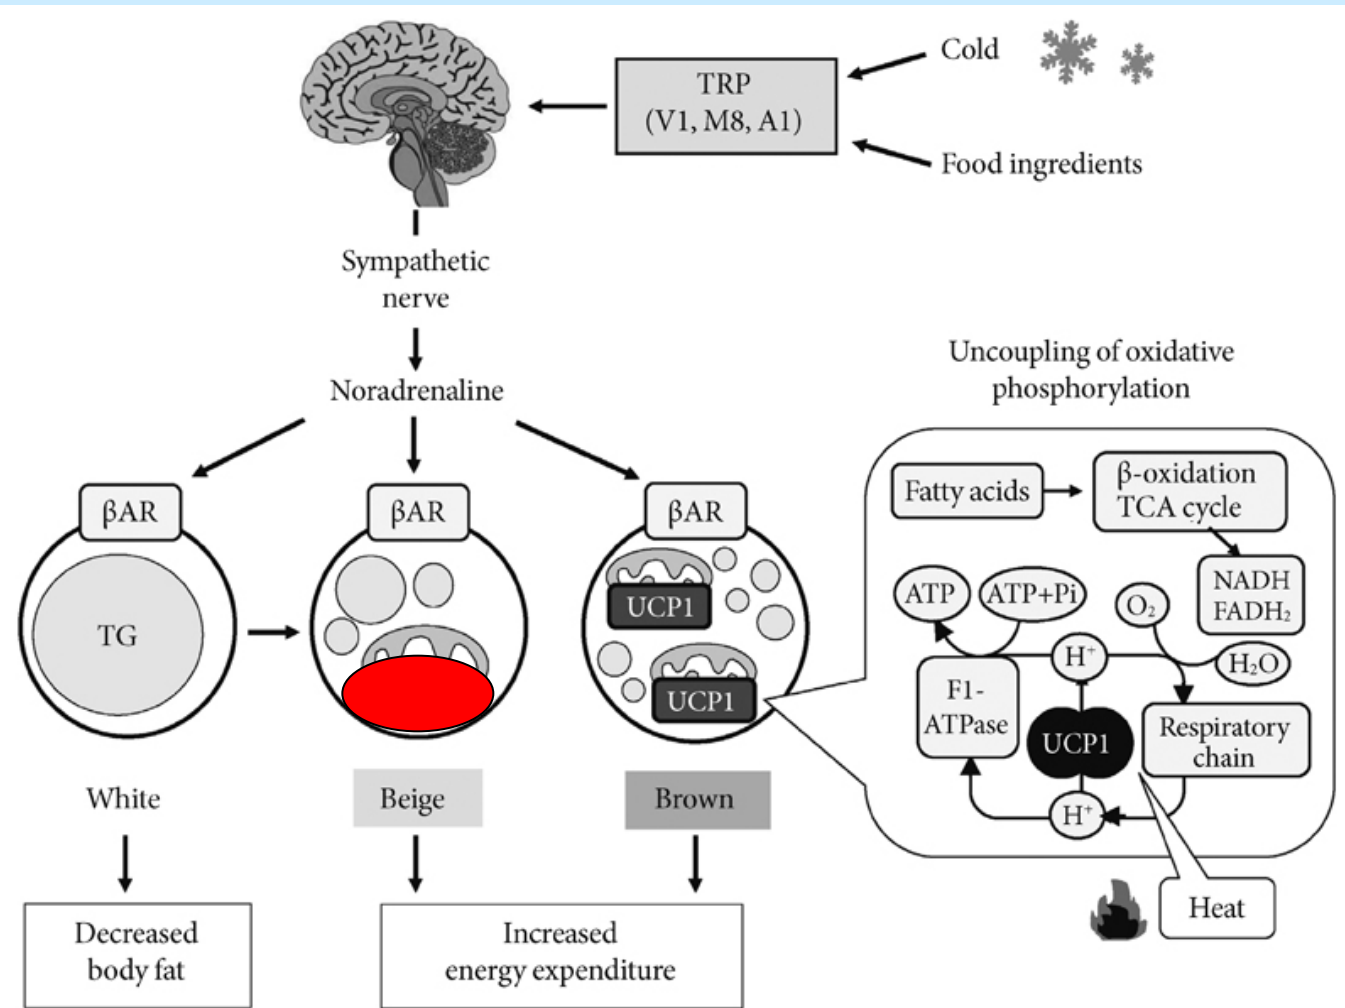 Cold
TRP
(V1, M8, A1)
Food ingredients
Sympathetic
nerve
Noradrenaline
βAR
βAR
βAR
TG
UCP1
UCP1
White
Beige
Brown
Decreased
body fat
Increased
energy expenditure
Uncoupling of oxidative
phosphorylation
Fatty acids
β-oxidation
TCA cycle
NADH
FADH₂
ATP
ATP+Pi
O₂
H⁺
H₂O
F1-
ATPase
UCP1
Respiratory
chain
H⁺
Heat